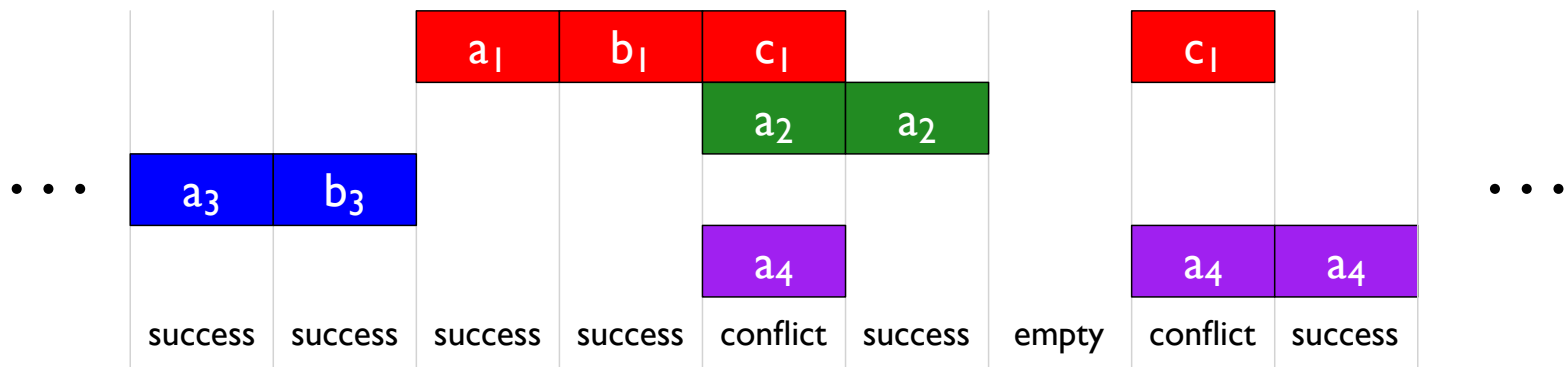 a₁ b₁ c₁ c₁
a₂ a₂
... a₃ b₃ ...
a₄ a₄ a₄
success success success success conflict success empty conflict success